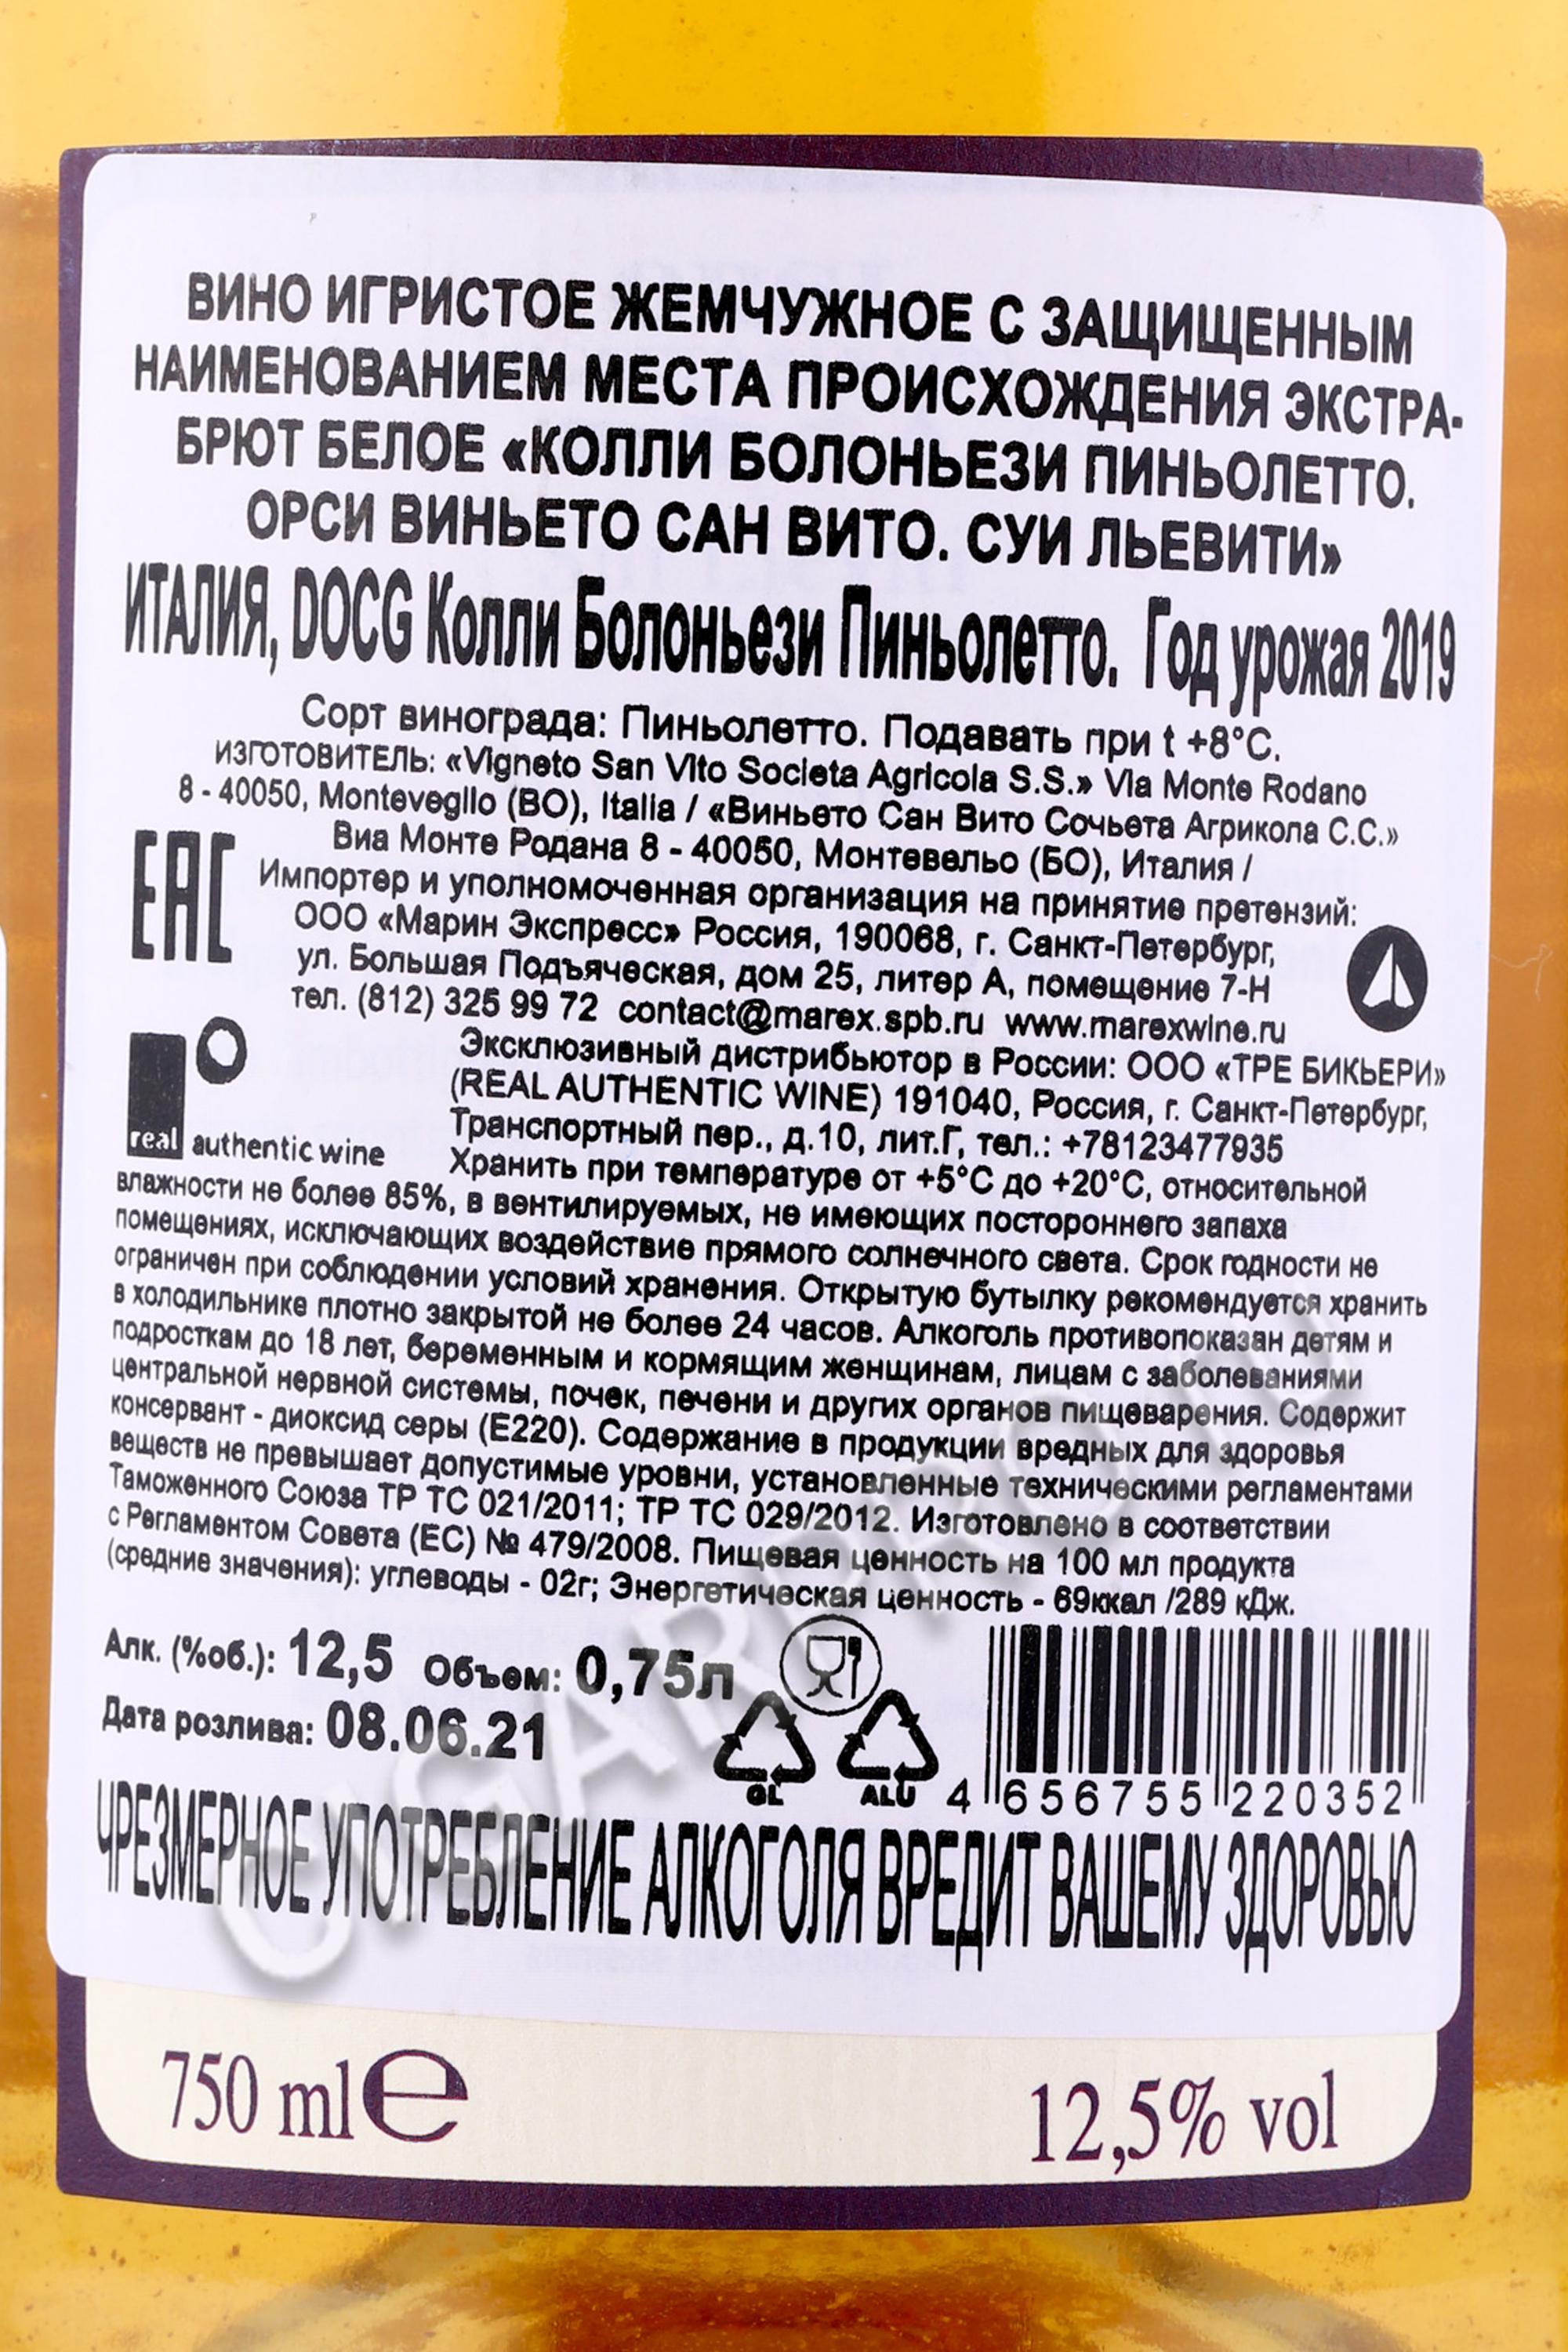 ВИНО ИГРИСТОЕ ЖЕМЧУЖНОЕ С ЗАЩИЩЕННЫМ
НАИМЕНОВАНИЕМ МЕСТА ПРОИСХОЖДЕНИЯ ЭКСТРА-
БРЮТ БЕЛОЕ «КОЛЛИ БОЛОНЬЕЗИ ПИНЬОЛЕТТО.
ОРСИ ВИНЬЕТО САН ВИТО. СУИ ЛЬЕВИТИ»
ИТАЛИЯ, DOCG Колли Болоньези Пиньолетто. Год урожая 2019
Сорт винограда: Пиньолетто. Подавать при t +8°С.
ИЗГОТОВИТЕЛЬ: «Vigneto San Vito Societa Agricola S.S.» Via Monte Rodano
8 - 40050, Monteveglio (BO), Italia / «Виньето Сан Вито Сочьета Агрикола С.С.»
Виа Монте Родана 8 - 40050, Монтевельо (БО), Италия /
EAC
Импортер и уполномоченная организация на принятие претензий:
ООО «Марин Экспресс» Россия, 190068, г. Санкт-Петербург,
ул. Большая Подъяческая, дом 25, литер А, помещение 7-Н
тел. (812) 325 99 72 contact@marex.spb.ru www.marexwine.ru
Эксклюзивный дистрибьютор в России: ООО «ТРЕ БИКЬЕРИ»
(REAL AUTHENTIC WINE) 191040, Россия, г. Санкт-Петербург,
Транспортный пер., д.10, лит.Г, тел.: +78123477935
real authentic wine
Хранить при температуре от +5°С до +20°С, относительной
влажности не более 85%, в вентилируемых, не имеющих постороннего запаха
помещениях, исключающих воздействие прямого солнечного света. Срок годности не
ограничен при соблюдении условий хранения. Открытую бутылку рекомендуется хранить
в холодильнике плотно закрытой не более 24 часов. Алкоголь противопоказан детям и
подросткам до 18 лет, беременным и кормящим женщинам, лицам с заболеваниями
центральной нервной системы, почек, печени и других органов пищеварения. Содержит
консервант - диоксид серы (Е220). Содержание в продукции вредных для здоровья
веществ не превышает допустимые уровни, установленные техническими регламентами
Таможенного Союза ТР ТС 021/2011; ТР ТС 029/2012. Изготовлено в соответствии
с Регламентом Совета (ЕС) № 479/2008. Пищевая ценность на 100 мл продукта
(средние значения): углеводы - 02г; Энергетическая ценность - 69ккал /289 кДж.
Алк. (%об.): 12,5 Объем: 0,75л
Дата розлива: 08.06.21
GL ALU
4 656755 220352
ЧРЕЗМЕРНОЕ УПОТРЕБЛЕНИЕ АЛКОГОЛЯ ВРЕДИТ ВАШЕМУ ЗДОРОВЬЮ
750 ml e 12,5% vol
CIGARPRO.RU